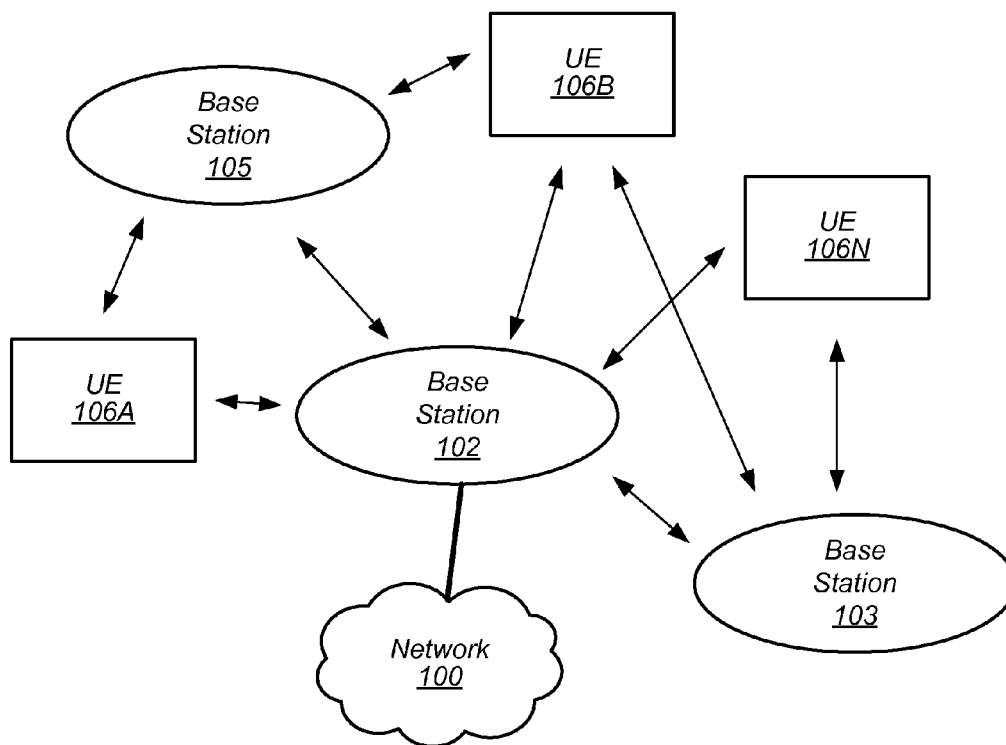 UE
106B
Base
Station
105
UE
106N
UE
106A
Base
Station
102
Base
Station
103
Network
100